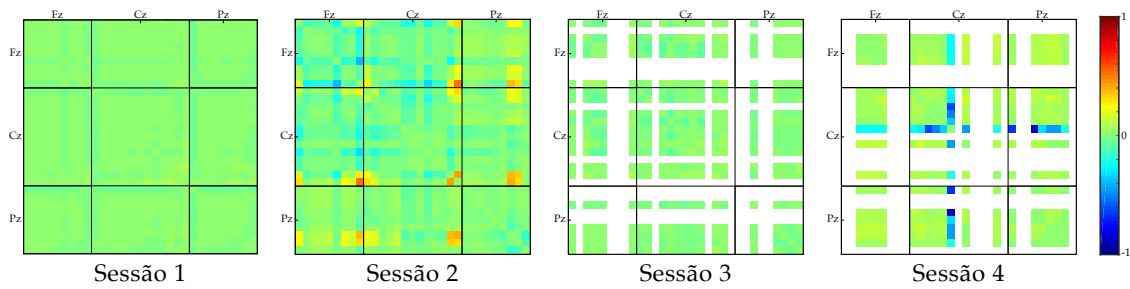 Fz Cz Pz
Fz
Cz
Pz
Sessão 1
Fz Cz Pz
Fz
Cz
Pz
Sessão 2
Fz Cz Pz
Fz
Cz
Pz
Sessão 3
Fz Cz Pz
Fz
Cz
Pz
Sessão 4
1
0
-1